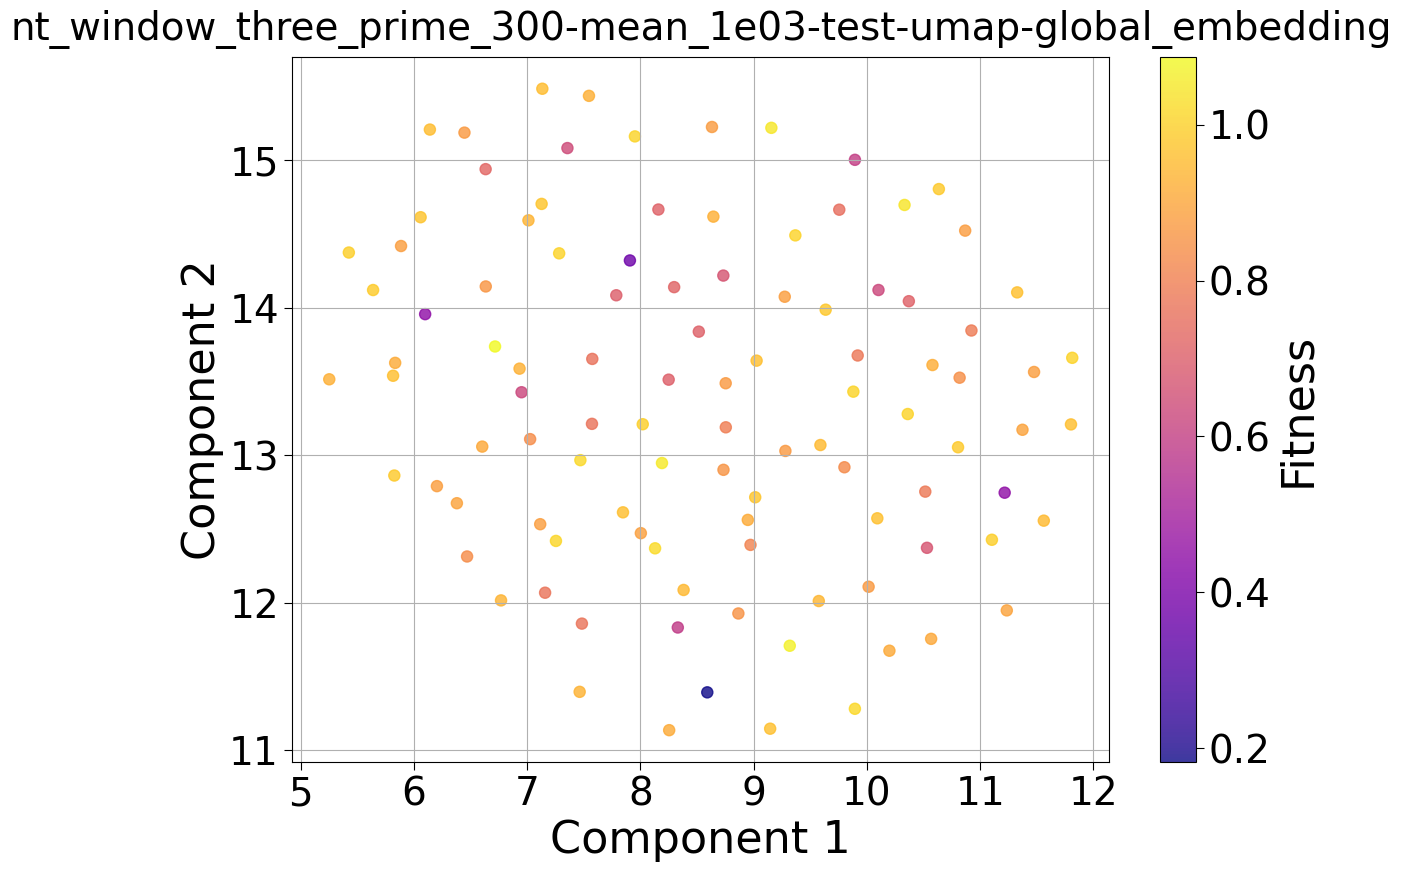 nt_window_three_prime_300-mean_1e03-test-umap-global_embedding
15
14
13
12
11
Component 2
5 6 7 8 9 10 11 12
Component 1
1.0
0.8
0.6
0.4
0.2
Fitness